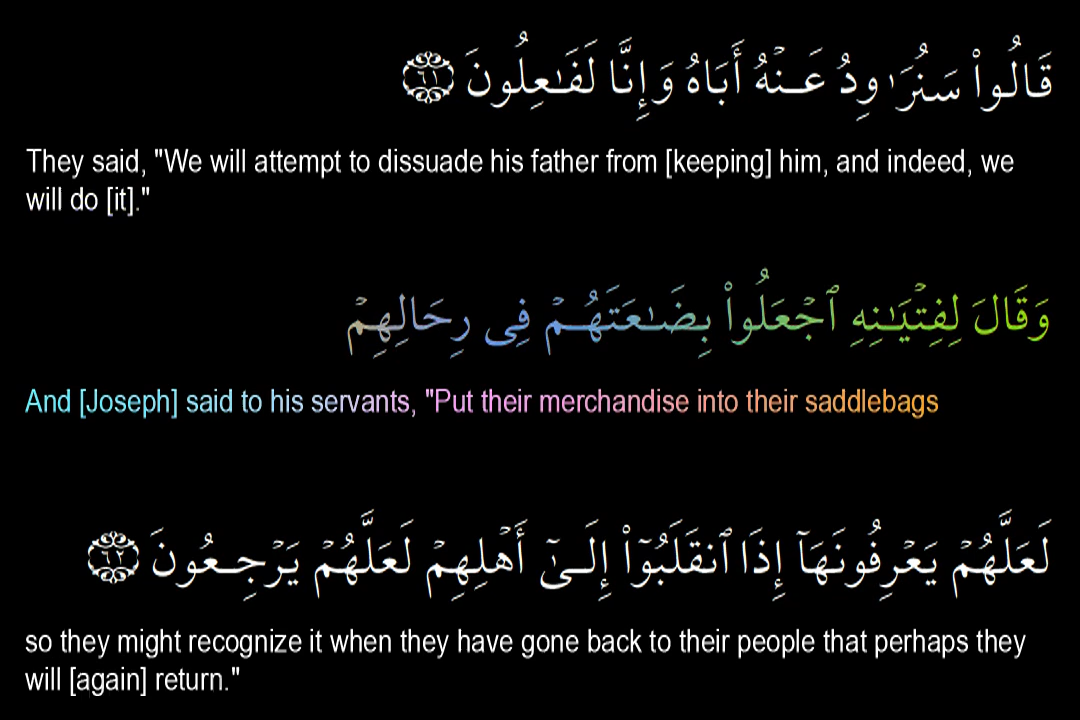 قَالُوا۟ سَنُرَٰوِدُ عَنْهُ أَبَاهُ وَإِنَّا لَفَـٰعِلُونَ ٦١
They said, "We will attempt to dissuade his father from [keeping] him, and indeed, we
will do [it]."
وَقَالَ لِفِتْيَـٰنِهِ ٱجْعَلُوا۟ بِضَـٰعَتَهُمْ فِى رِحَالِهِمْ
And [Joseph] said to his servants, "Put their merchandise into their saddlebags
لَعَلَّهُمْ يَعْرِفُونَهَآ إِذَا ٱنقَلَبُوٓا۟ إِلَىٰٓ أَهْلِهِمْ لَعَلَّهُمْ يَرْجِعُونَ ٦٢
so they might recognize it when they have gone back to their people that perhaps they
will [again] return."